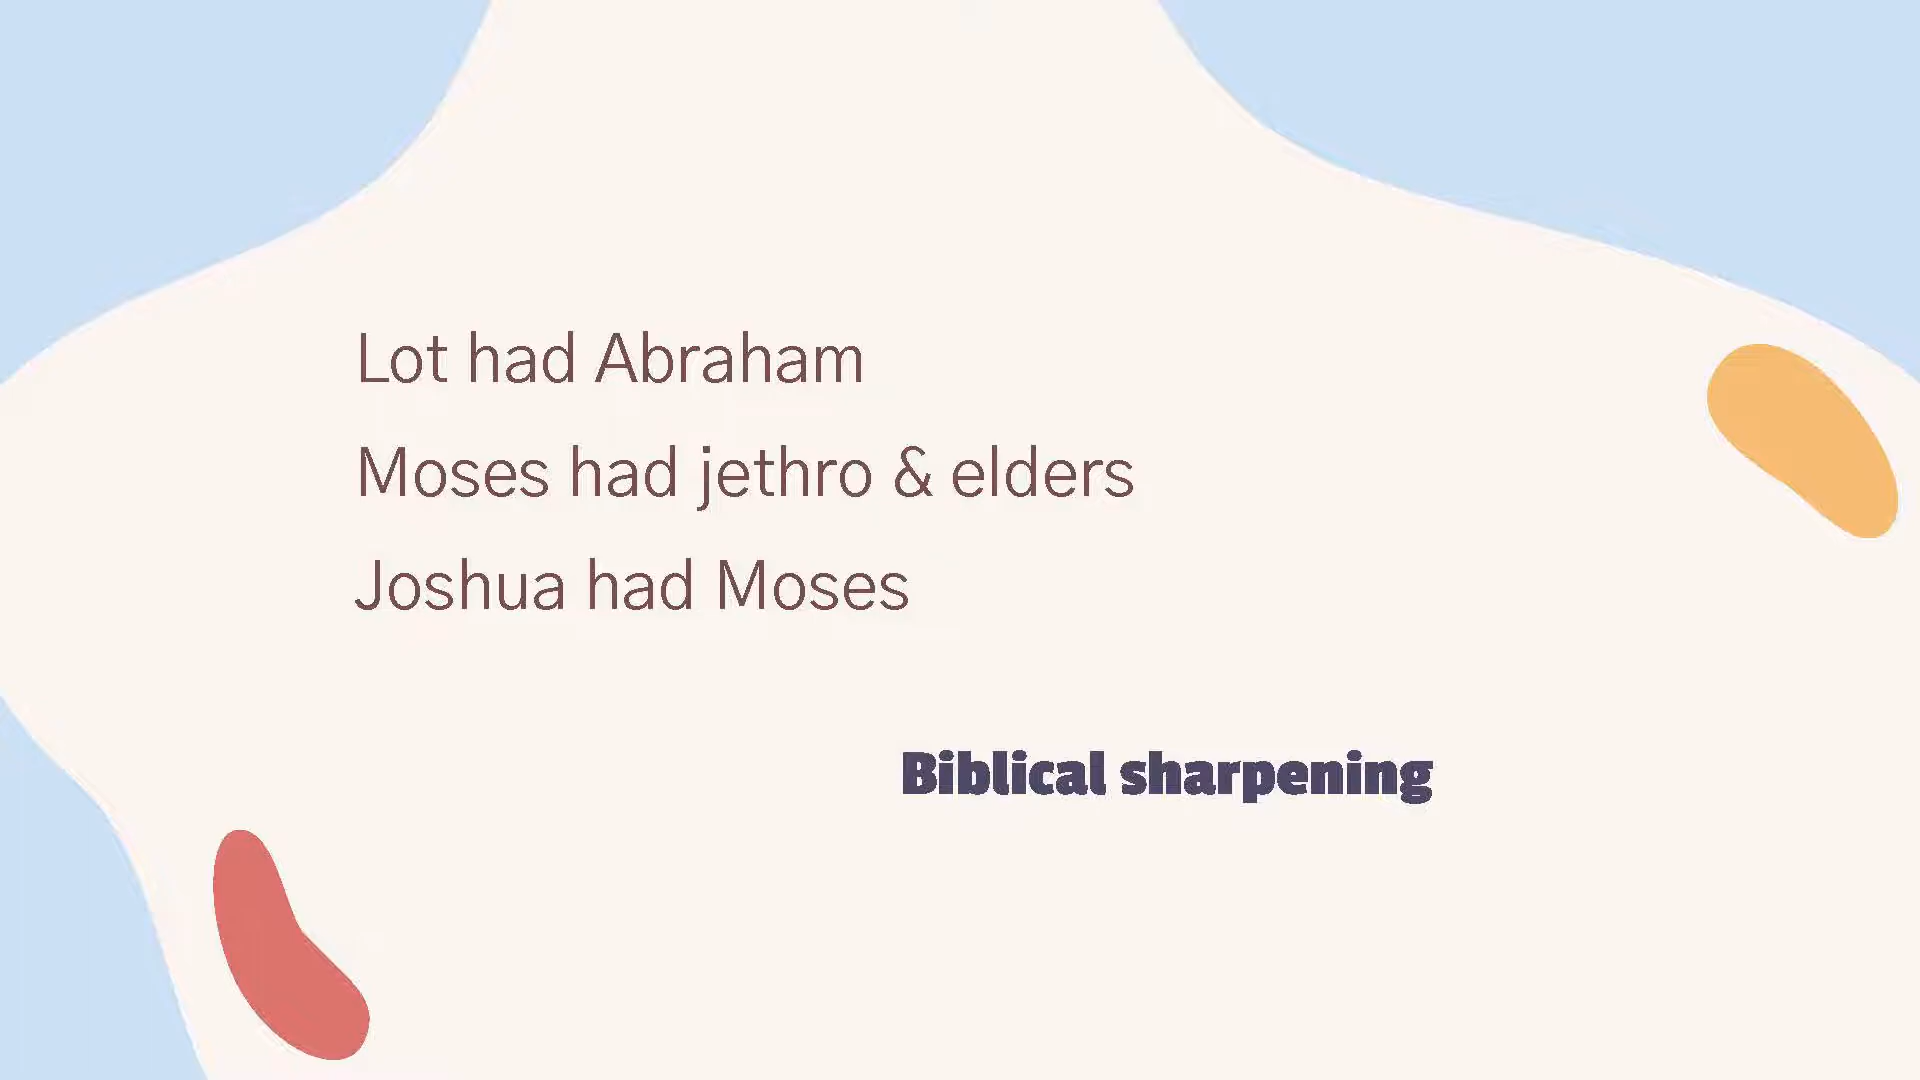 Lot had Abraham
Moses had jethro & elders
Joshua had Moses
Biblical sharpening